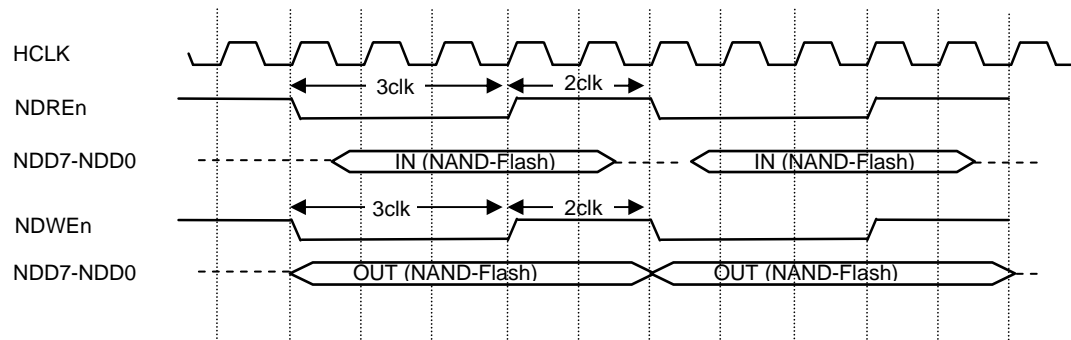 HCLK
3clk 2clk
NDREn
NDD7-NDD0 IN (NAND-Flash) IN (NAND-Flash)
3clk 2clk
NDWEn
NDD7-NDD0 OUT (NAND-Flash) OUT (NAND-Flash)